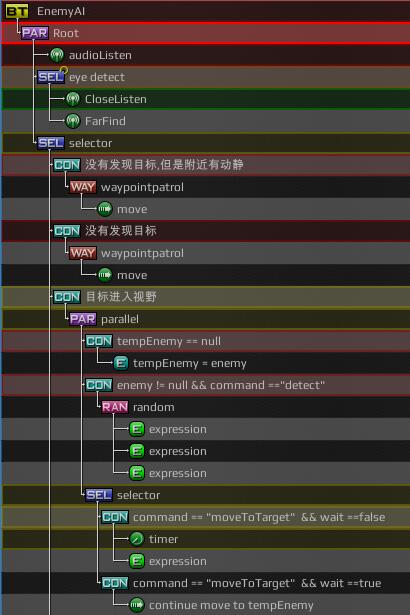 BT EnemyAI
PAR Root
audioListen
SEL eye detect
CloseListen
FarFind
SEL selector
CON 没有发现目标,但是附近有动静
WAY waypointpatrol
move
CON 没有发现目标
WAY waypointpatrol
move
CON 目标进入视野
PAR parallel
CON tempEnemy == null
E tempEnemy = enemy
CON enemy != null && command =="detect"
RAN random
E expression
E expression
E expression
SEL selector
CON command == "moveToTarget" && wait ==false
timer
E expression
CON command == "moveToTarget" && wait ==true
continue move to tempEnemy